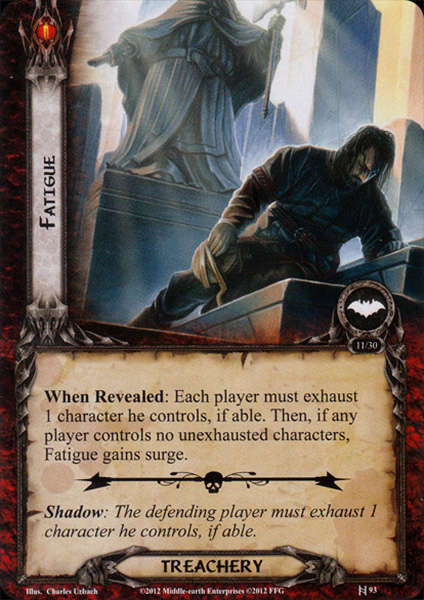 FATIGUE
11/30
When Revealed: Each player must exhaust
1 character he controls, if able. Then, if any
player controls no unexhausted characters,
Fatigue gains surge.
Shadow: The defending player must exhaust 1
character he controls, if able.
TREACHERY
Illus. Charles Urbach ©2012 Middle-earth Enterprises ©2012 FFG 93